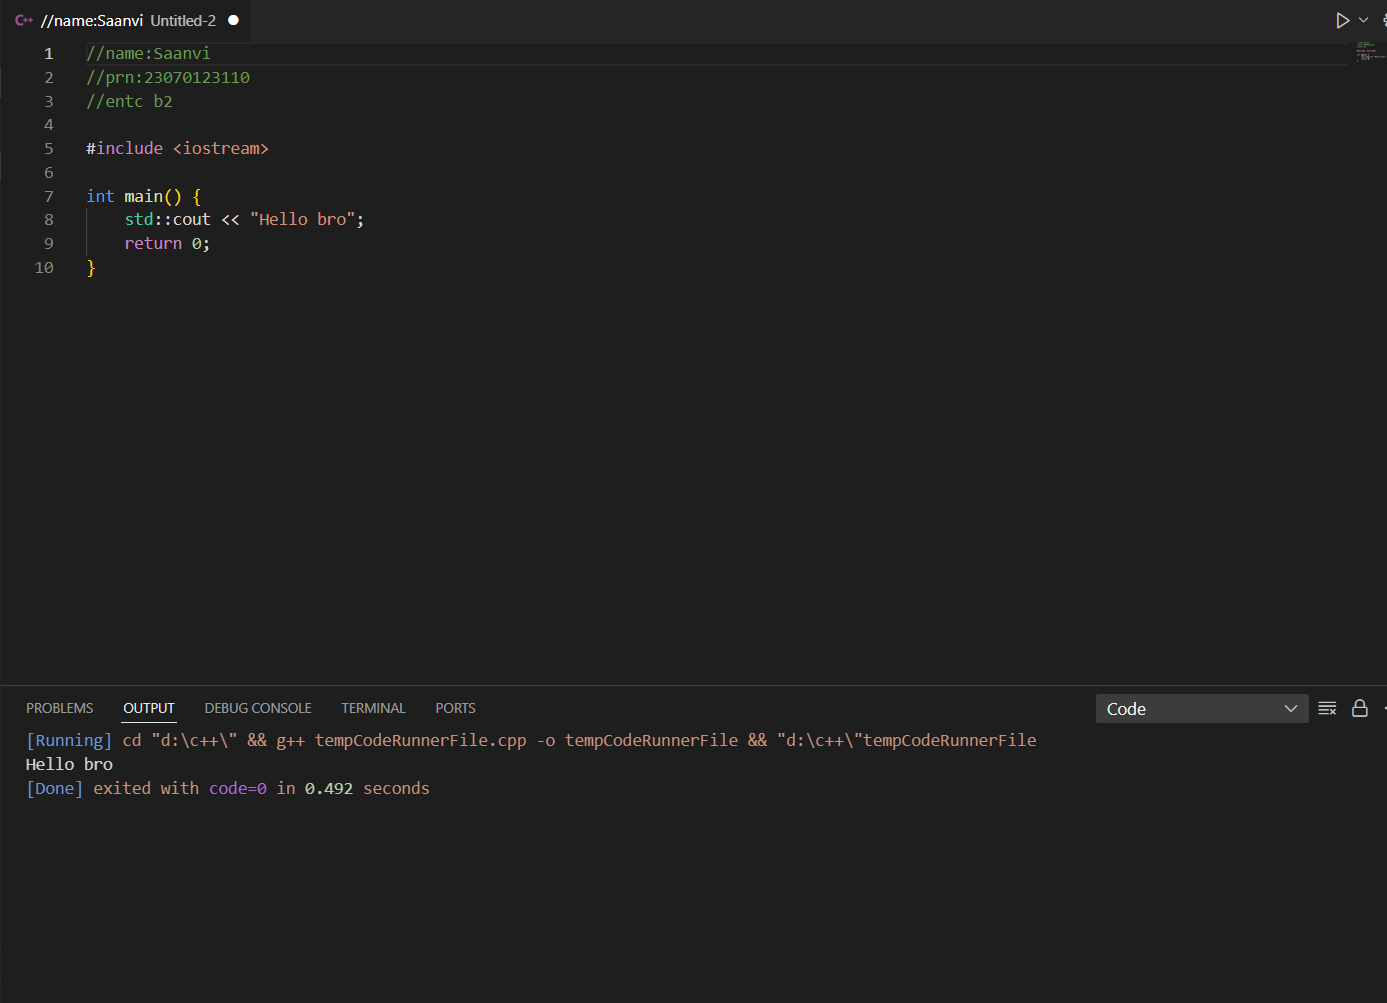 //name:Saanvi Untitled-2
1 //name:Saanvi
2 //prn:23070123110
3 //entc b2
4
5 #include <iostream>
6
7 int main() {
8 std::cout << "Hello bro";
9 return 0;
10 }
PROBLEMS OUTPUT DEBUG CONSOLE TERMINAL PORTS Code
[Running] cd "d:\c++\" && g++ tempCodeRunnerFile.cpp -o tempCodeRunnerFile && "d:\c++\"tempCodeRunnerFile
Hello bro
[Done] exited with code=0 in 0.492 seconds